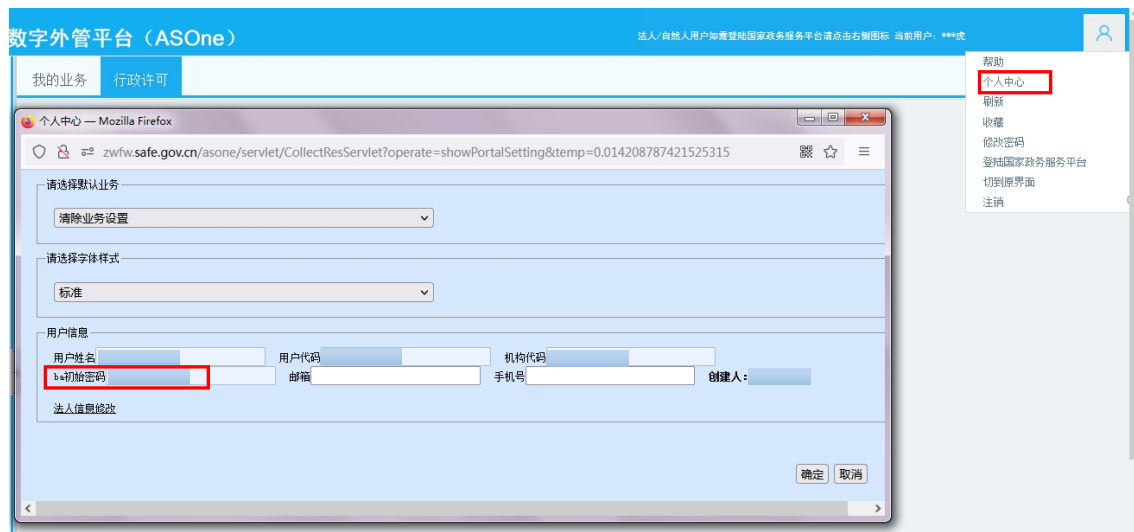 数字外管平台（ASOne）
法人/自然人用户如需登陆国家政务服务平台请点击右侧图标 当前用户：***虎
我的业务 行政许可
帮助
个人中心
刷新
收藏
修改密码
登陆国家政务服务平台
切到原界面
注销
个人中心 — Mozilla Firefox
zwfw.safe.gov.cn/asone/servlet/CollectResServlet?operate=showPortalSetting&temp=0.014208787421525315
请选择默认业务
清除业务设置
请选择字体样式
标准
用户信息
用户姓名 用户代码 机构代码
ba初始密码 邮箱 手机号 创建人：
法人信息修改
确定 取消